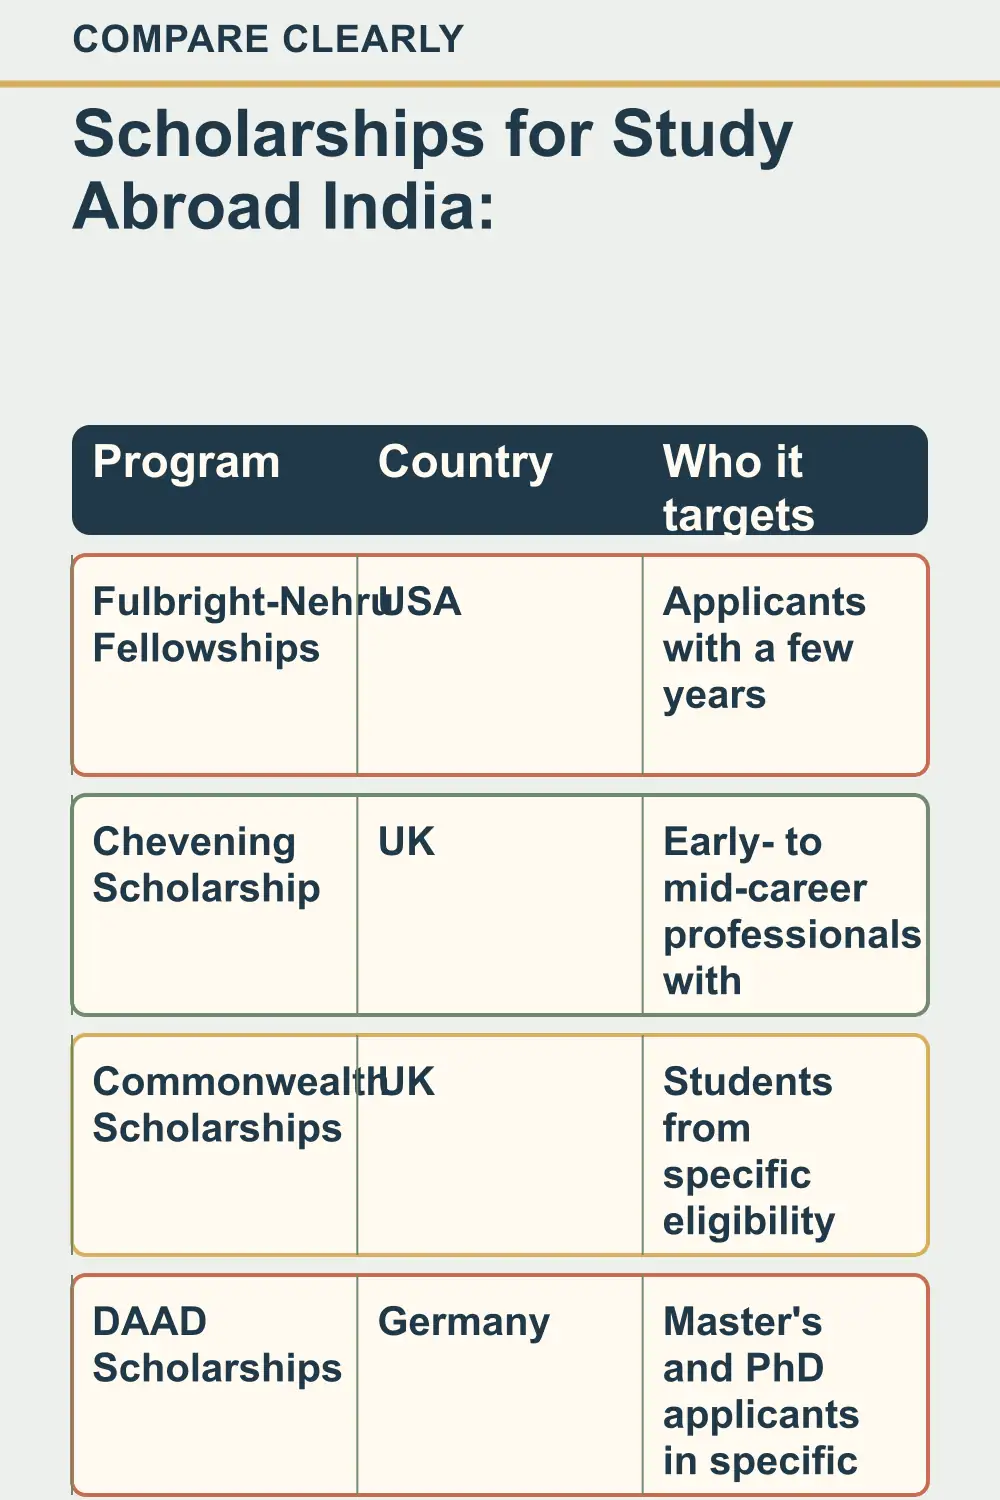 COMPARE CLEARLY
Scholarships for Study
Abroad India:
Program Country Who it
targets
Fulbright-Nehru USA Applicants
Fellowships with a few
years
Chevening UK Early- to
Scholarship mid-career
professionals
with
Commonwealth UK Students
Scholarships from
specific
eligibility
DAAD Germany Master's
Scholarships and PhD
applicants
in specific